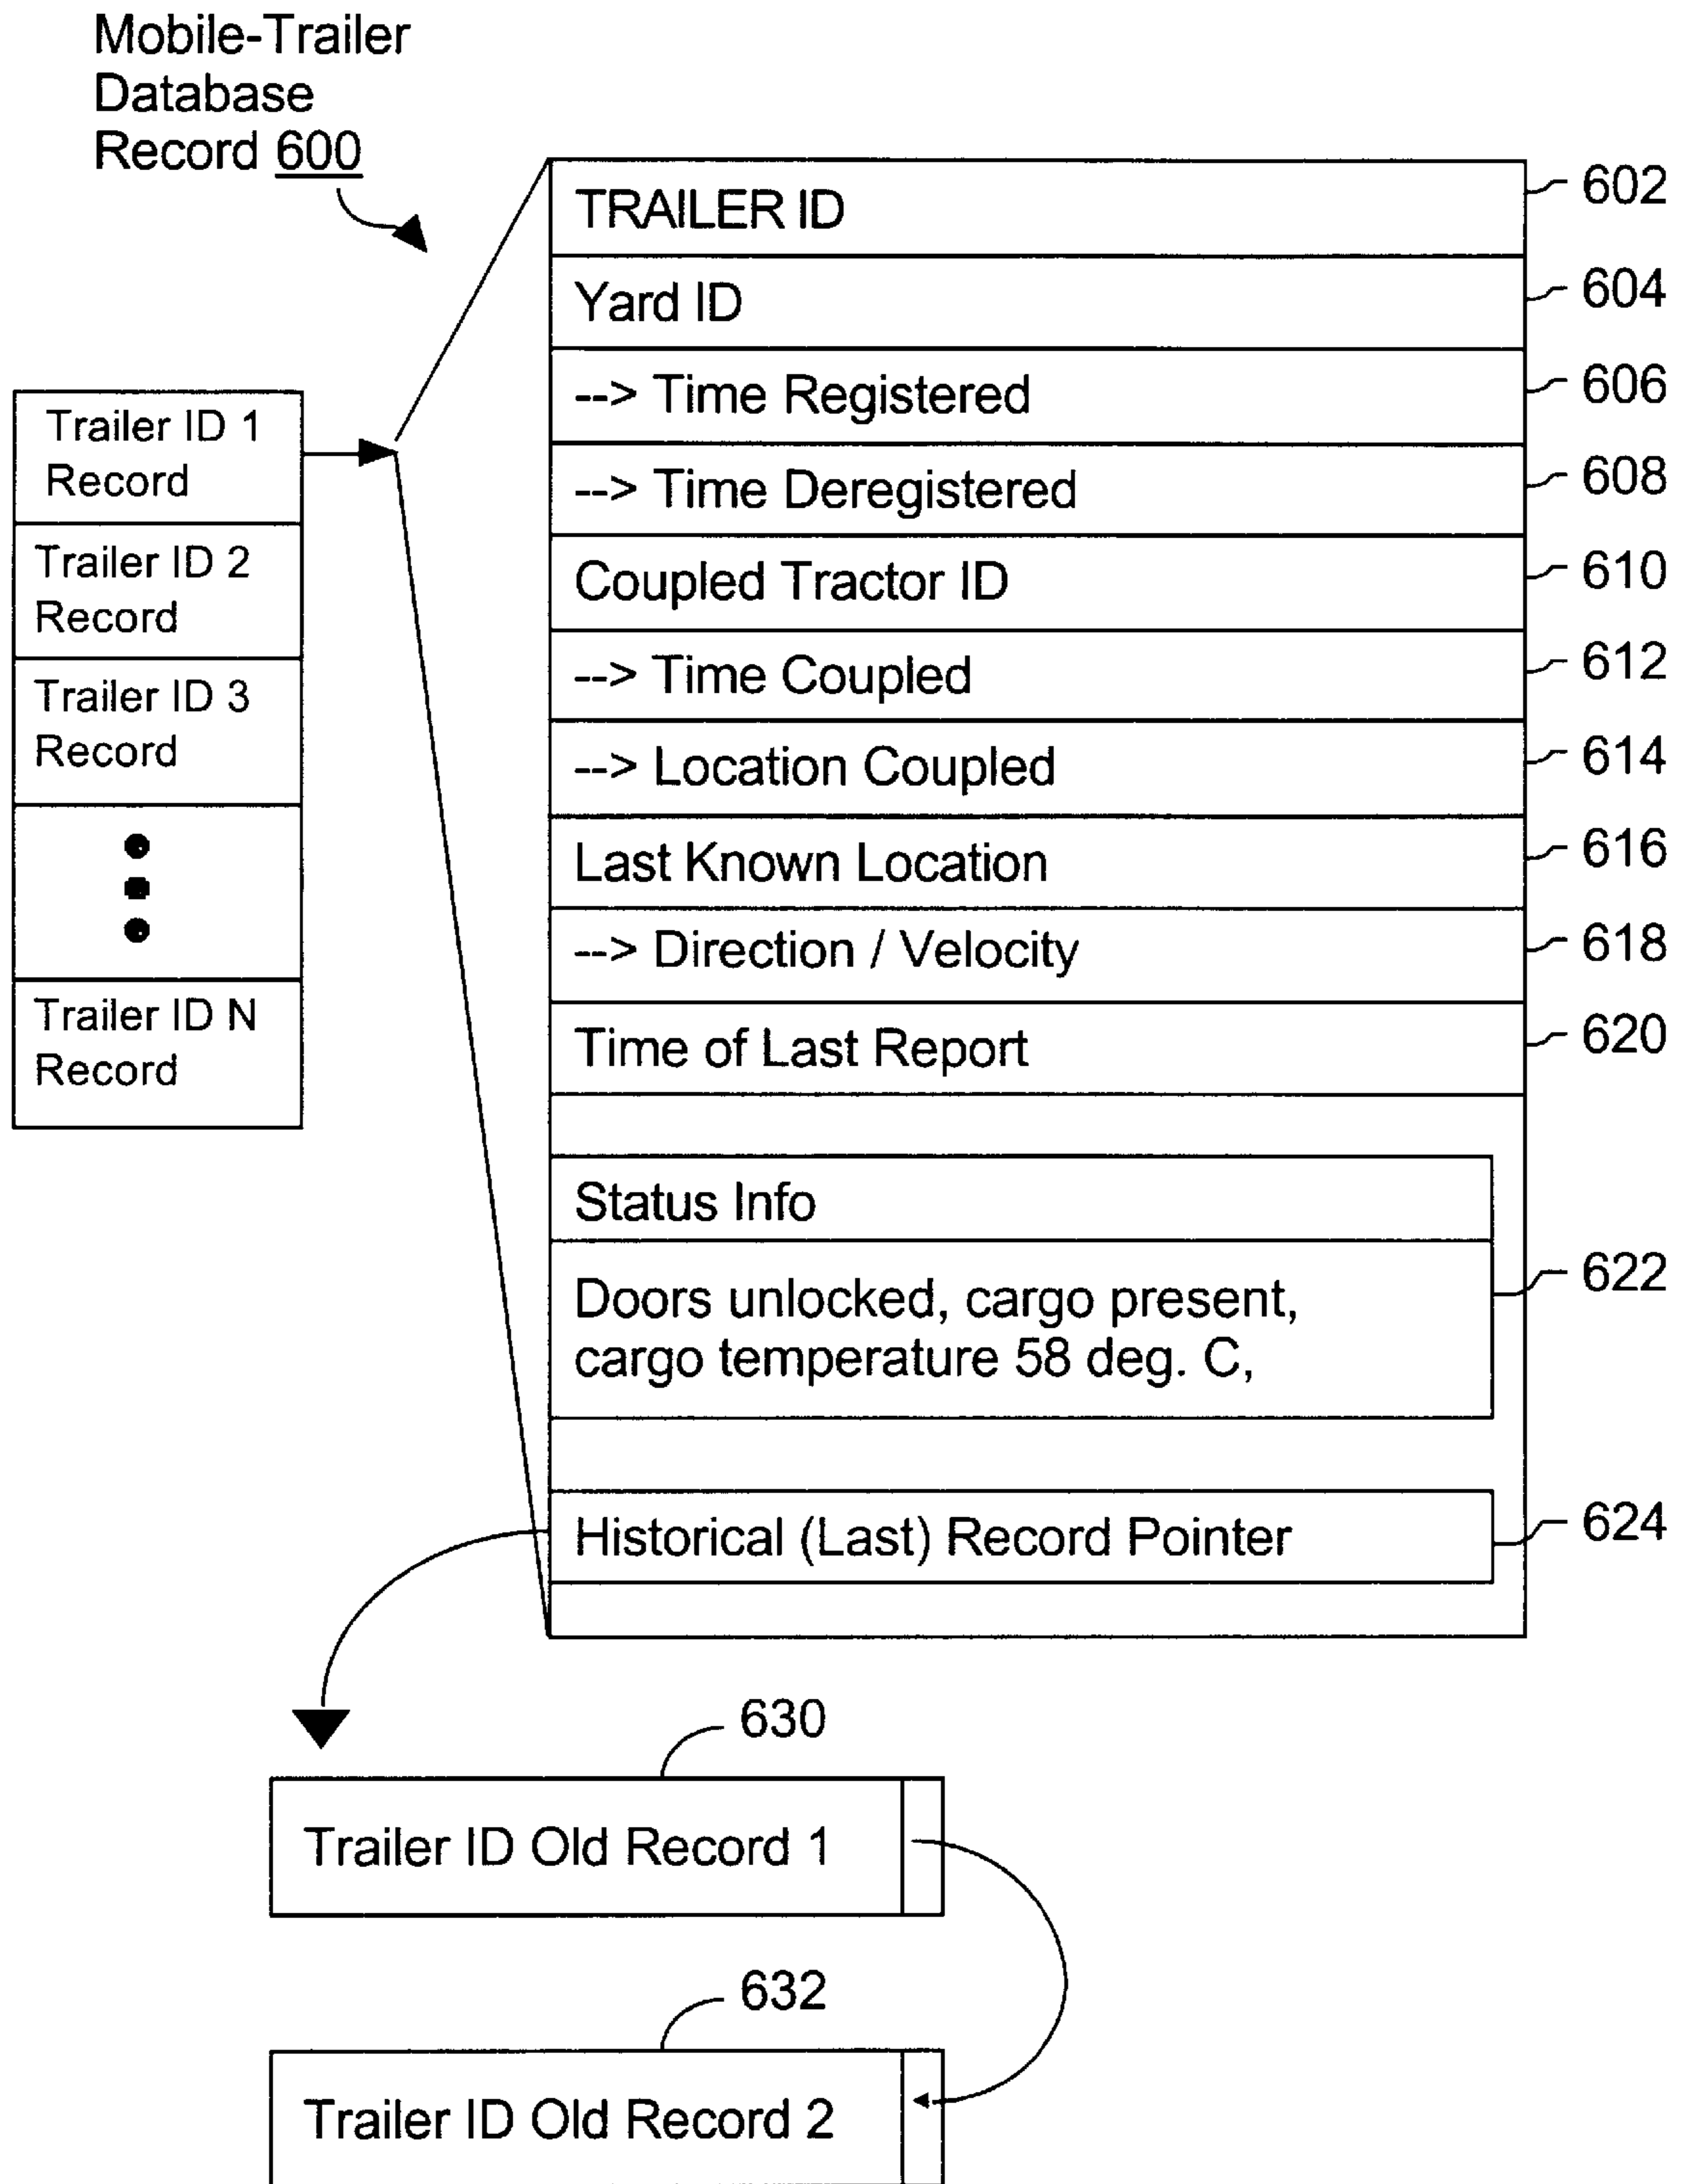 Mobile-Trailer
Database
Record 600
TRAILER ID
602
Yard ID
604
--> Time Registered
606
--> Time Deregistered
608
Coupled Tractor ID
610
--> Time Coupled
612
--> Location Coupled
614
Last Known Location
616
--> Direction / Velocity
618
Time of Last Report
620
Status Info
Doors unlocked, cargo present,
cargo temperature 58 deg. C,
622
Historical (Last) Record Pointer
624
Trailer ID 1
Record
Trailer ID 2
Record
Trailer ID 3
Record
Trailer ID N
Record
630
Trailer ID Old Record 1
632
Trailer ID Old Record 2